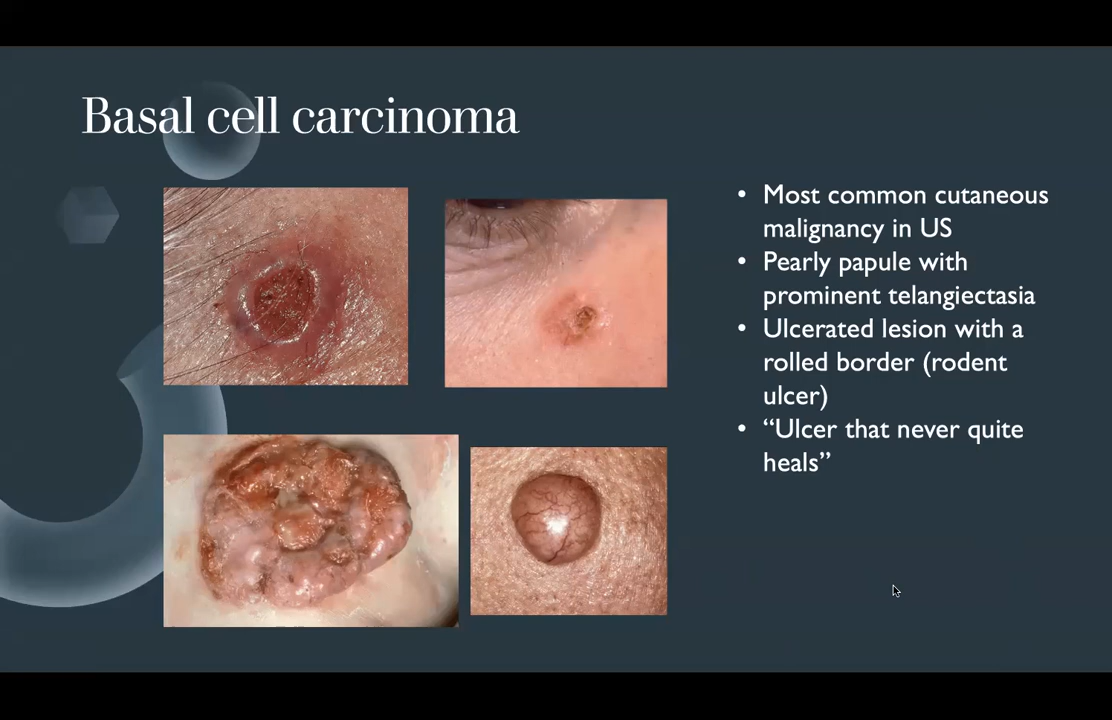 Basal cell carcinoma
• Most common cutaneous
malignancy in US
• Pearly papule with
prominent telangiectasia
• Ulcerated lesion with a
rolled border (rodent
ulcer)
• “Ulcer that never quite
heals”